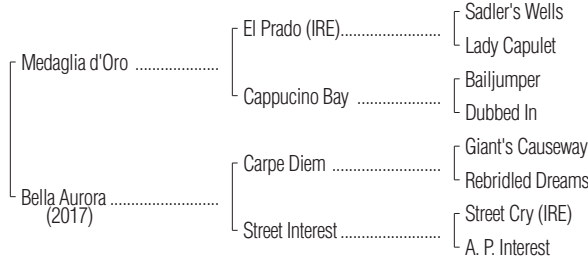 Sadler's Wells
El Prado (IRE)....................
Lady Capulet
Medaglia d'Oro ....................
Bailjumper
Cappucino Bay ....................
Dubbed In
Giant's Causeway
Carpe Diem ....................
Rebridled Dreams
Bella Aurora ....................
(2017)
Street Cry (IRE)
Street Interest ....................
A. P. Interest